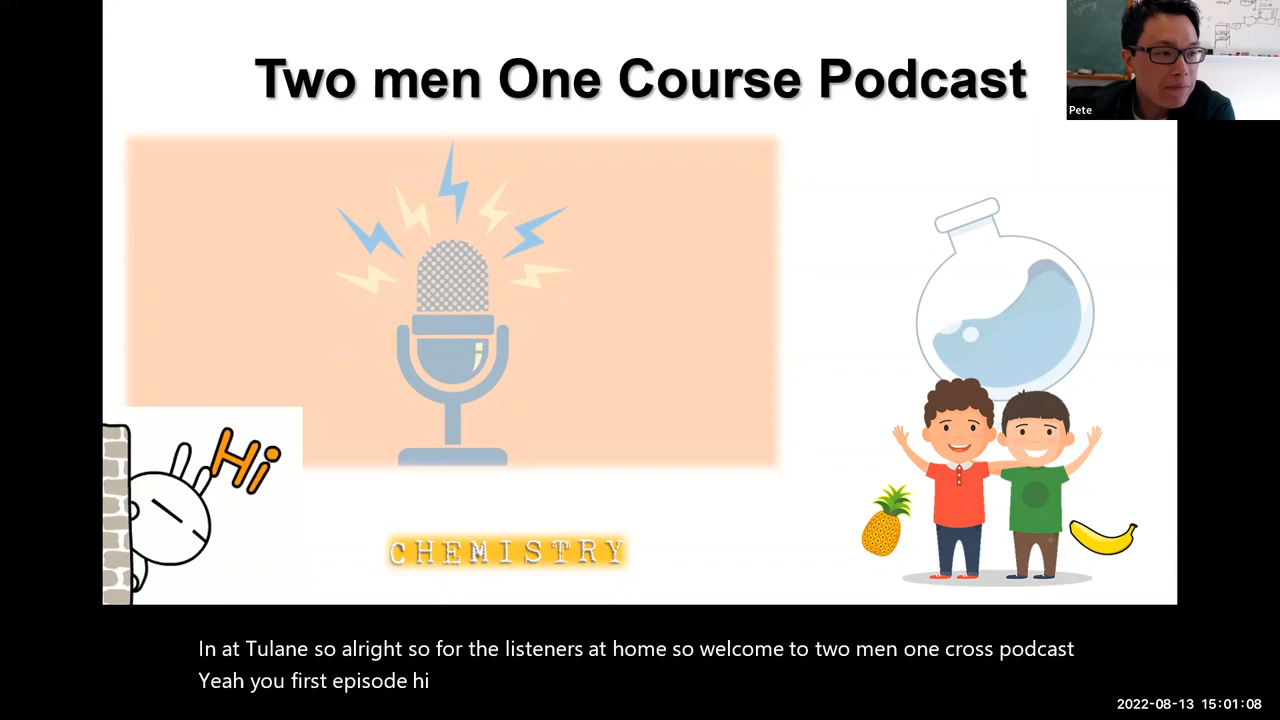 Two men One Course Podcast
Pete
Hi
CHEMISTRY
In at Tulane so alright so for the listeners at home so welcome to two men one cross podcast
Yeah you first episode hi
2022-08-13 15:01:08